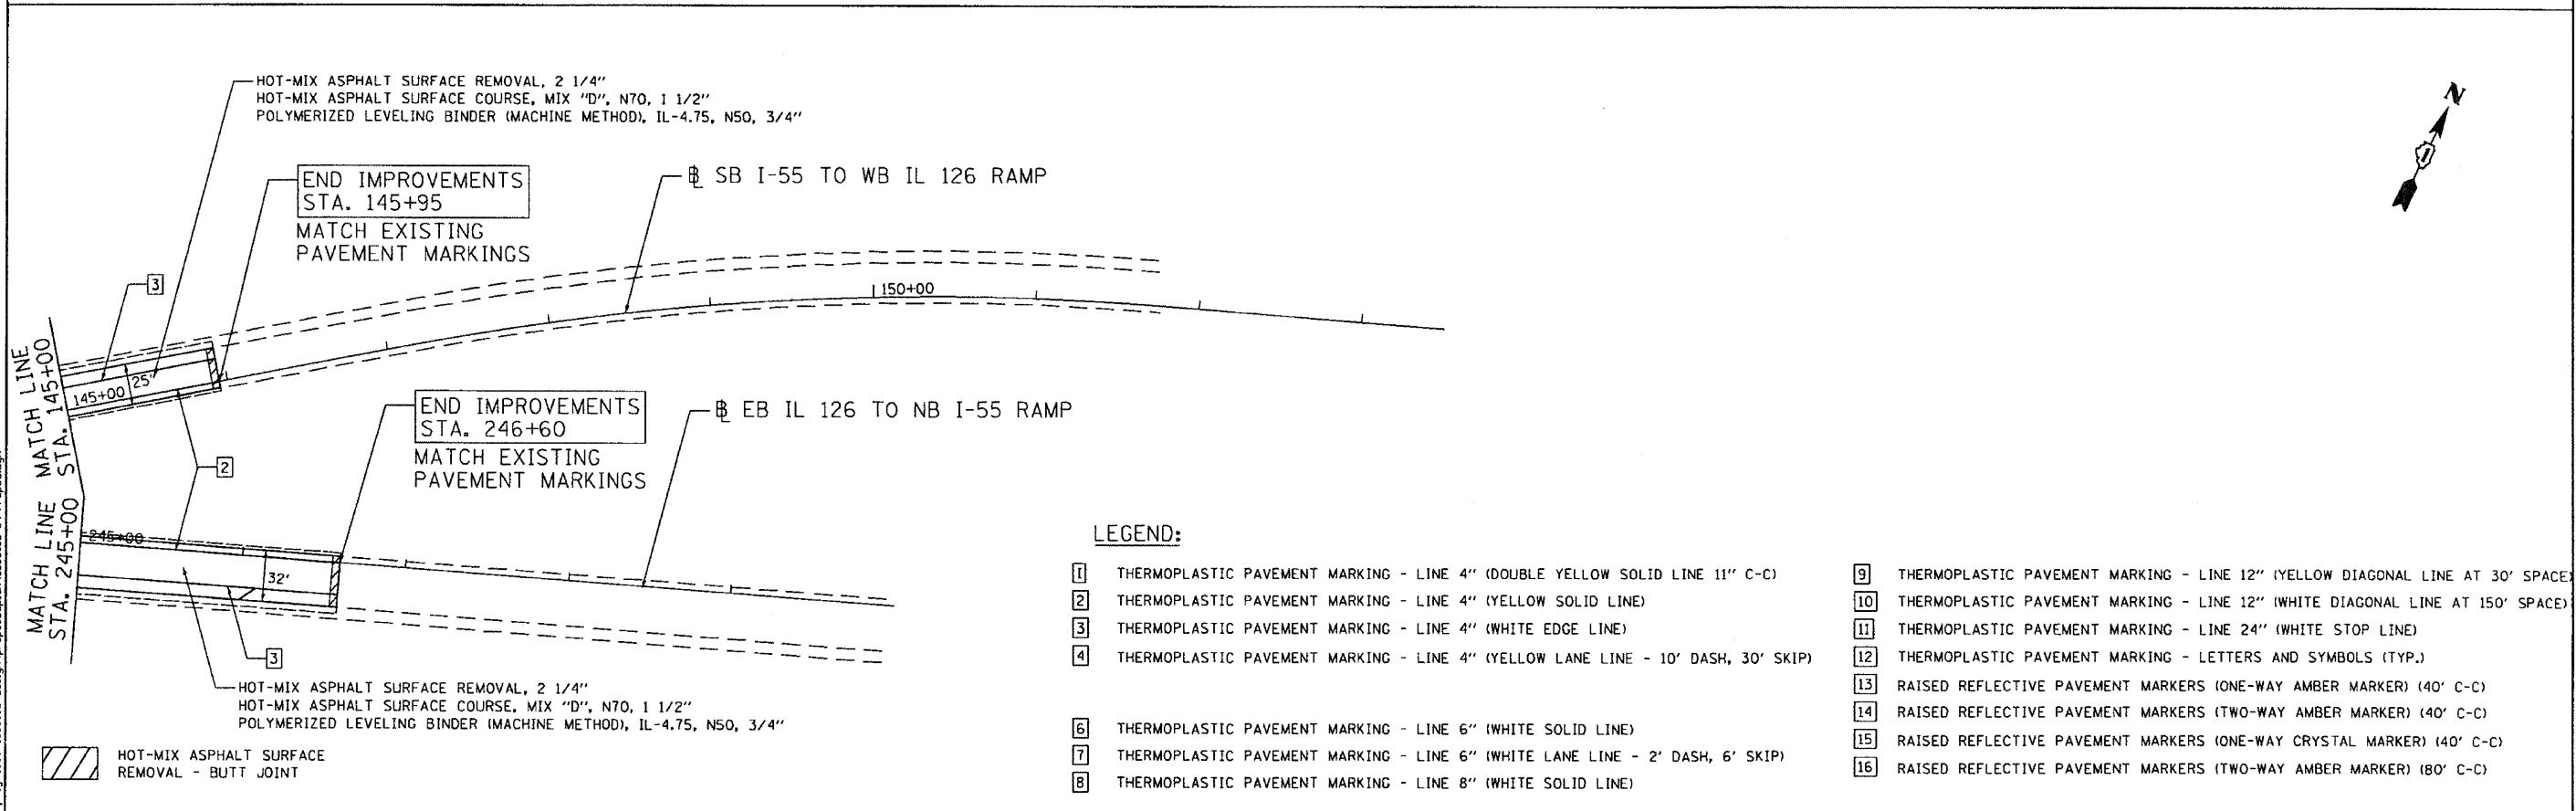 HOT-MIX ASPHALT SURFACE REMOVAL, 2 1/4"
HOT-MIX ASPHALT SURFACE COURSE, MIX "D", N70, 1 1/2"
POLYMERIZED LEVELING BINDER (MACHINE METHOD), IL-4.75, N50, 3/4"
N
1
END IMPROVEMENTS
STA. 145+95
MATCH EXISTING
PAVEMENT MARKINGS
℄ SB I-55 TO WB IL 126 RAMP
3
150+00
MATCH LINE
STA. 145+00
145+00
25'
END IMPROVEMENTS
STA. 246+60
MATCH EXISTING
PAVEMENT MARKINGS
℄ EB IL 126 TO NB I-55 RAMP
2
MATCH LINE
STA. 245+00
245+00
32'
3
HOT-MIX ASPHALT SURFACE REMOVAL, 2 1/4"
HOT-MIX ASPHALT SURFACE COURSE, MIX "D", N70, 1 1/2"
POLYMERIZED LEVELING BINDER (MACHINE METHOD), IL-4.75, N50, 3/4"
HOT-MIX ASPHALT SURFACE
REMOVAL - BUTT JOINT
LEGEND:
1 THERMOPLASTIC PAVEMENT MARKING - LINE 4" (DOUBLE YELLOW SOLID LINE 11" C-C)
2 THERMOPLASTIC PAVEMENT MARKING - LINE 4" (YELLOW SOLID LINE)
3 THERMOPLASTIC PAVEMENT MARKING - LINE 4" (WHITE EDGE LINE)
4 THERMOPLASTIC PAVEMENT MARKING - LINE 4" (YELLOW LANE LINE - 10' DASH, 30' SKIP)
6 THERMOPLASTIC PAVEMENT MARKING - LINE 6" (WHITE SOLID LINE)
7 THERMOPLASTIC PAVEMENT MARKING - LINE 6" (WHITE LANE LINE - 2' DASH, 6' SKIP)
8 THERMOPLASTIC PAVEMENT MARKING - LINE 8" (WHITE SOLID LINE)
9 THERMOPLASTIC PAVEMENT MARKING - LINE 12" (YELLOW DIAGONAL LINE AT 30' SPACE)
10 THERMOPLASTIC PAVEMENT MARKING - LINE 12" (WHITE DIAGONAL LINE AT 150' SPACE)
11 THERMOPLASTIC PAVEMENT MARKING - LINE 24" (WHITE STOP LINE)
12 THERMOPLASTIC PAVEMENT MARKING - LETTERS AND SYMBOLS (TYP.)
13 RAISED REFLECTIVE PAVEMENT MARKERS (ONE-WAY AMBER MARKER) (40' C-C)
14 RAISED REFLECTIVE PAVEMENT MARKERS (TWO-WAY AMBER MARKER) (40' C-C)
15 RAISED REFLECTIVE PAVEMENT MARKERS (ONE-WAY CRYSTAL MARKER) (40' C-C)
16 RAISED REFLECTIVE PAVEMENT MARKERS (TWO-WAY AMBER MARKER) (80' C-C)